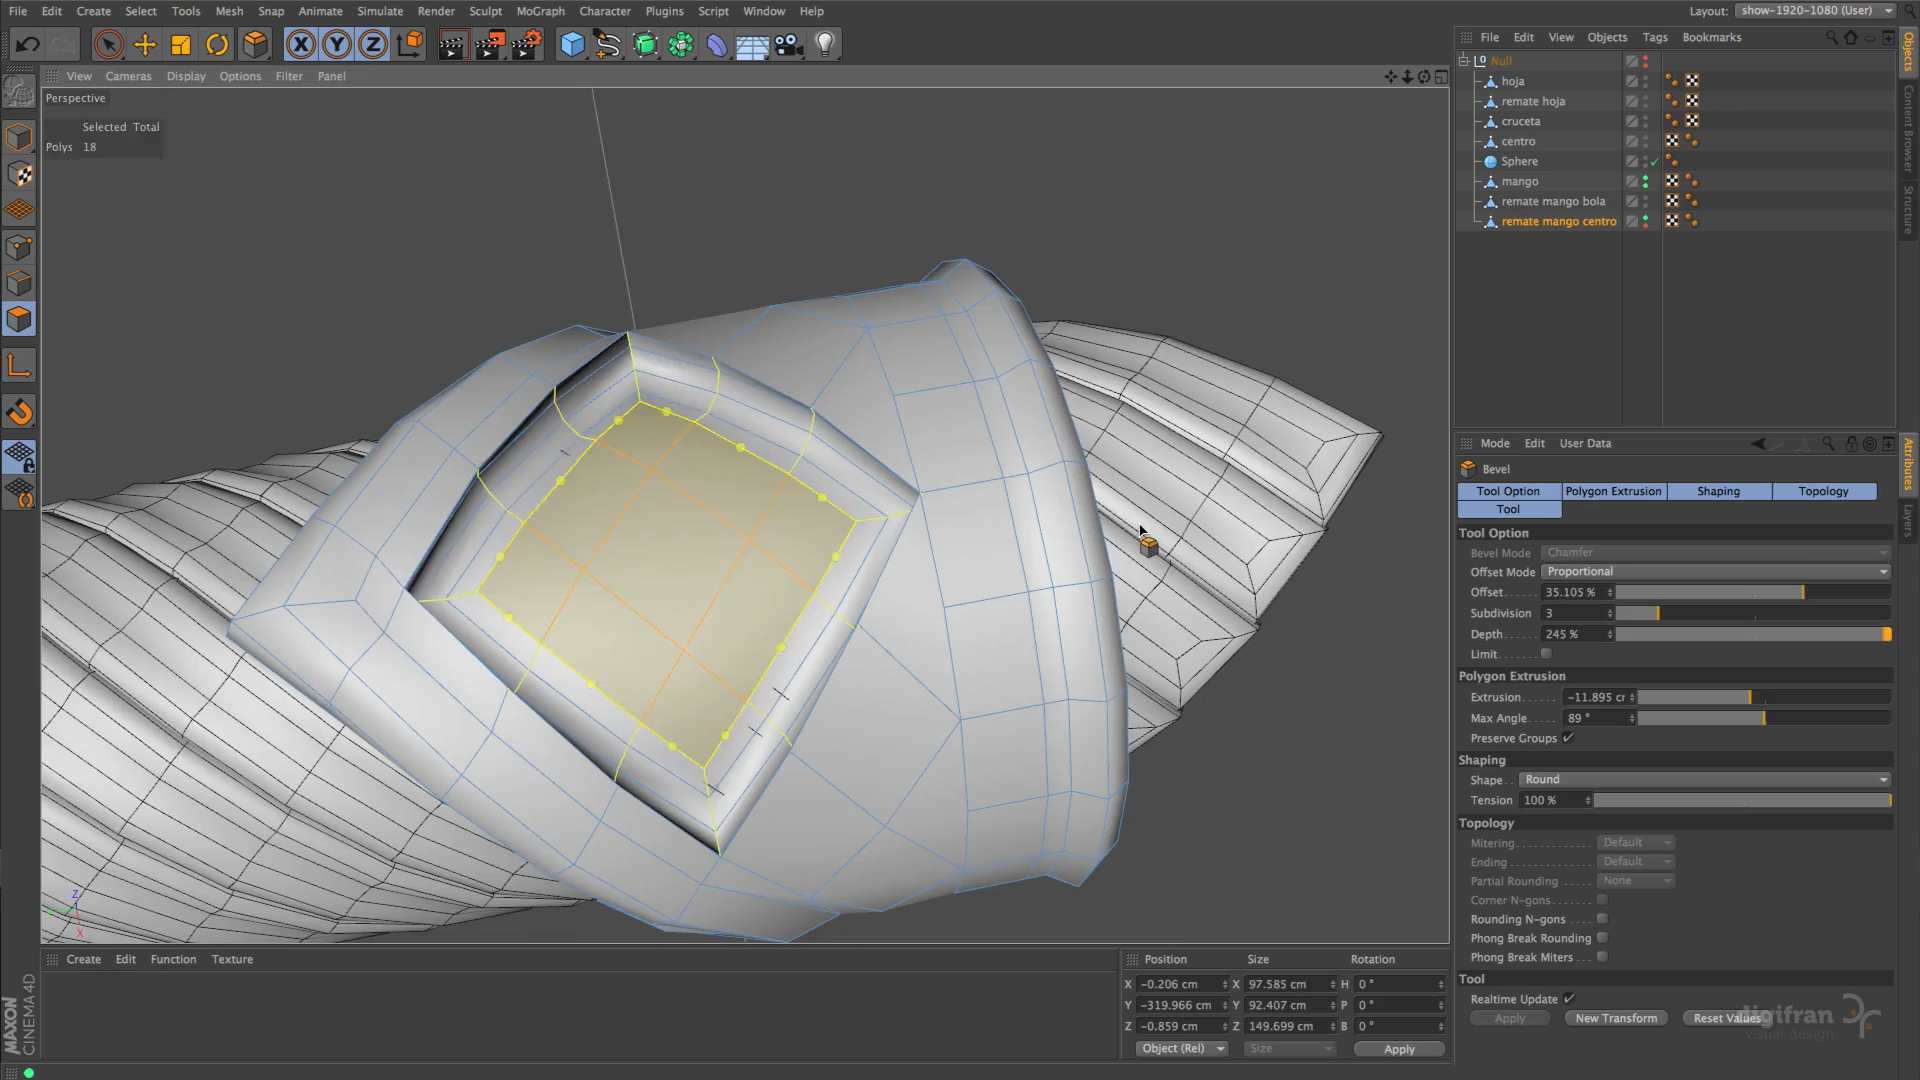 File Edit Create Select Tools Mesh Snap Animate Simulate Render Sculpt MoGraph Character Plugins Script Window Help
Layout: show-1920-1080 (User)
View Cameras Display Options Filter Panel
Perspective
Selected Total
Polys 18
File Edit View Objects Tags Bookmarks
Null
hoja
remate hoja
cruceta
centro
Sphere
mango
remate mango bola
remate mango centro
Objects
Content Browser
Structure
Mode Edit User Data
Bevel
Tool Option Polygon Extrusion Shaping Topology
Tool
Tool Option
Bevel Mode Chamfer
Offset Mode Proportional
Offset 35.105 %
Subdivision 3
Depth 245 %
Limit
Polygon Extrusion
Extrusion -11.895 cr
Max Angle 89 °
Preserve Groups
Shaping
Shape Round
Tension 100 %
Topology
Mitering Default
Ending Default
Partial Rounding None
Corner N-gons
Rounding N-gons
Phong Break Rounding
Phong Break Miters
Tool
Realtime Update
Apply New Transform Reset Values
digifran
visual design
Attributes
Layers
Z
X
Create Edit Function Texture
Position Size Rotation
X -0.206 cm X 97.585 cm H 0 °
Y -319.966 cm Y 92.407 cm P 0 °
Z -0.859 cm Z 149.699 cm B 0 °
Object (Rel) Size Apply
MAXON
CINEMA 4D